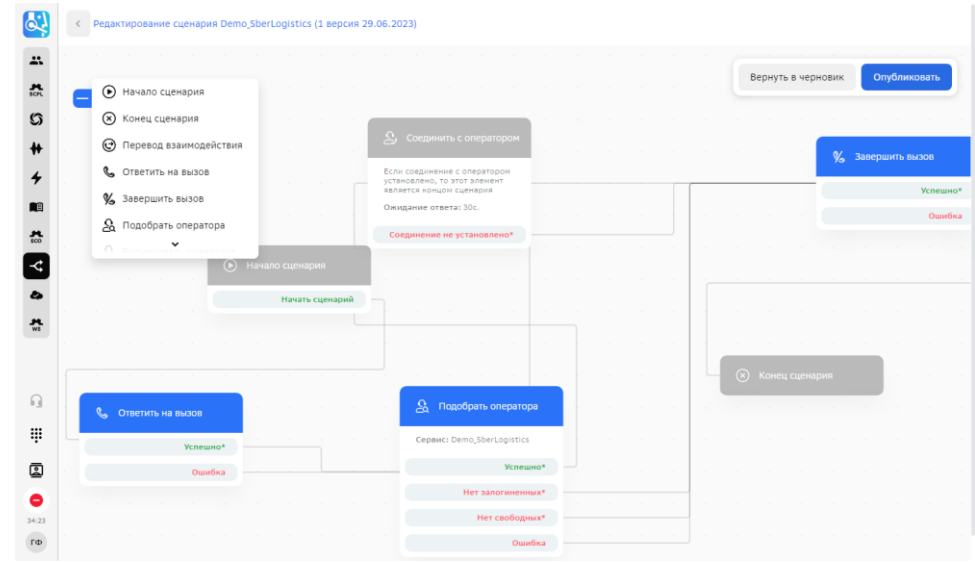 Редактирование сценария Demo_SberLogistics (1 версия 29.06.2023)
Вернуть в черновик
Опубликовать
Начало сценария
Конец сценария
Перевод взаимодействия
Ответить на вызов
Завершить вызов
Подобрать оператора
Соединить с оператором
Если соединение с оператором
установлено, то этот элемент
является концом сценария
Ожидание ответа: 30с.
Соединение не установлено*
Завершить вызов
Успешно*
Ошибка
Начало сценария
Начать сценарий
Конец сценария
Ответить на вызов
Успешно*
Ошибка
Подобрать оператора
Сервис: Demo_SberLogistics
Успешно*
Нет залогиненных*
Нет свободных*
Ошибка
BCPL
ECO
WS
34:23
ГФ